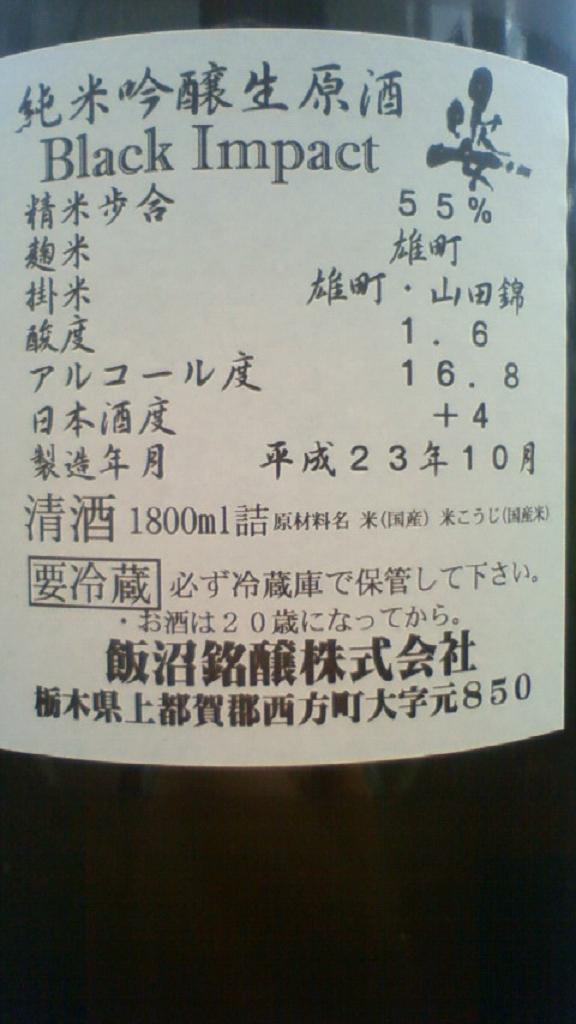 純米吟醸生原酒 姿
Black Impact
精米歩合 55%
麹米 雄町
掛米 雄町・山田錦
酸度 1.6
アルコール度 16.8
日本酒度 +4
製造年月 平成23年10月
清酒 1800ml詰 原材料名 米(国産) 米こうじ(国産米)
要冷蔵 必ず冷蔵庫で保管して下さい。
・お酒は20歳になってから。
飯沼銘醸株式会社
栃木県上都賀郡西方町大字元850